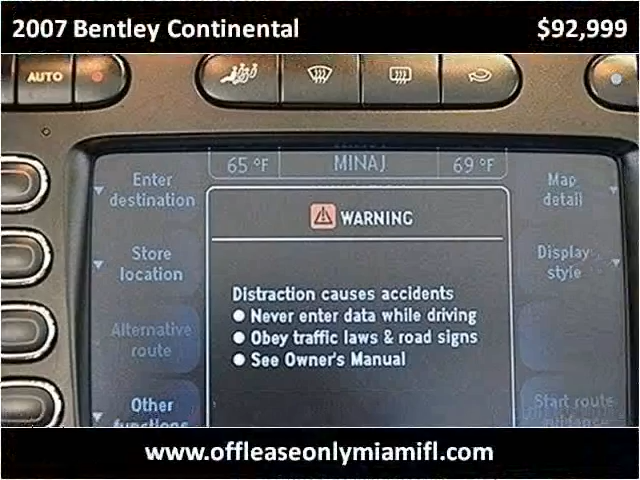 2007 Bentley Continental $92,999
AUTO
65 °F MINAJ 69 °F
Enter
destination
Map
detail
WARNING
Store
location
Display
style
Distraction causes accidents
● Never enter data while driving
● Obey traffic laws & road signs
● See Owner's Manual
Alternative
route
Other
functions
Start route
guidance
www.offleaseonlymiamifl.com